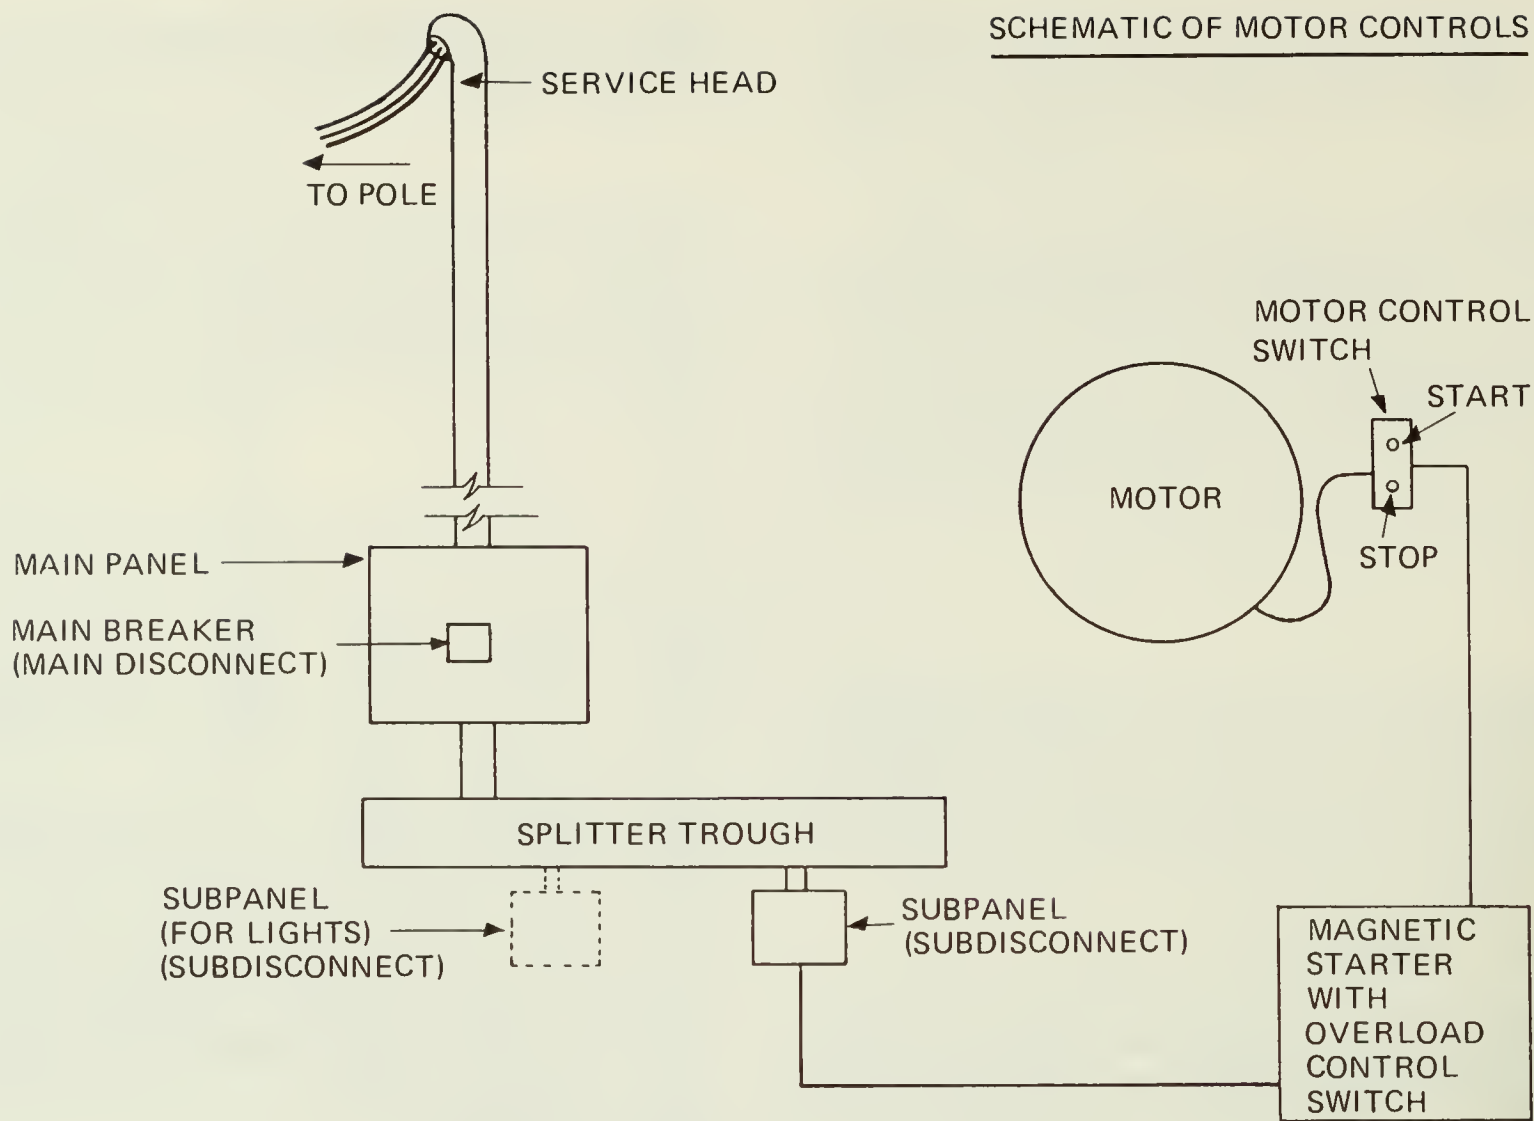 SCHEMATIC OF MOTOR CONTROLS
SERVICE HEAD
TO POLE
MOTOR CONTROL
SWITCH
START
MOTOR
STOP
MAIN PANEL
MAIN BREAKER
(MAIN DISCONNECT)
SPLITTER TROUGH
SUBPANEL
(FOR LIGHTS)
(SUBDISCONNECT)
SUBPANEL
(SUBDISCONNECT)
MAGNETIC
STARTER
WITH
OVERLOAD
CONTROL
SWITCH